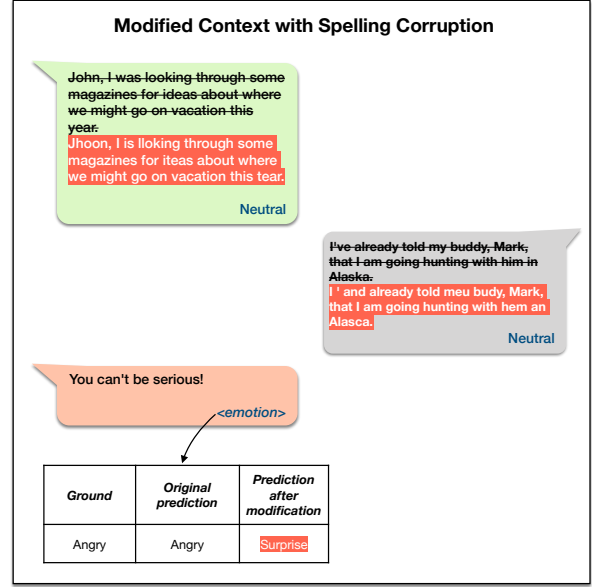 Modified Context with Spelling Corruption
John, I was looking through some
magazines for ideas about where
we might go on vacation this
year.
Jhoon, I is lloking through some
magazines for iteas about where
we might go on vacation this tear.
Neutral
I've already told my buddy, Mark,
that I am going hunting with him in
Alaska.
I ' and already told meu budy, Mark,
that I am going hunting with hem an
Alasca.
Neutral
You can't be serious!
<emotion>
Ground
Original
prediction
Prediction
after
modification
Angry
Angry
Surprise